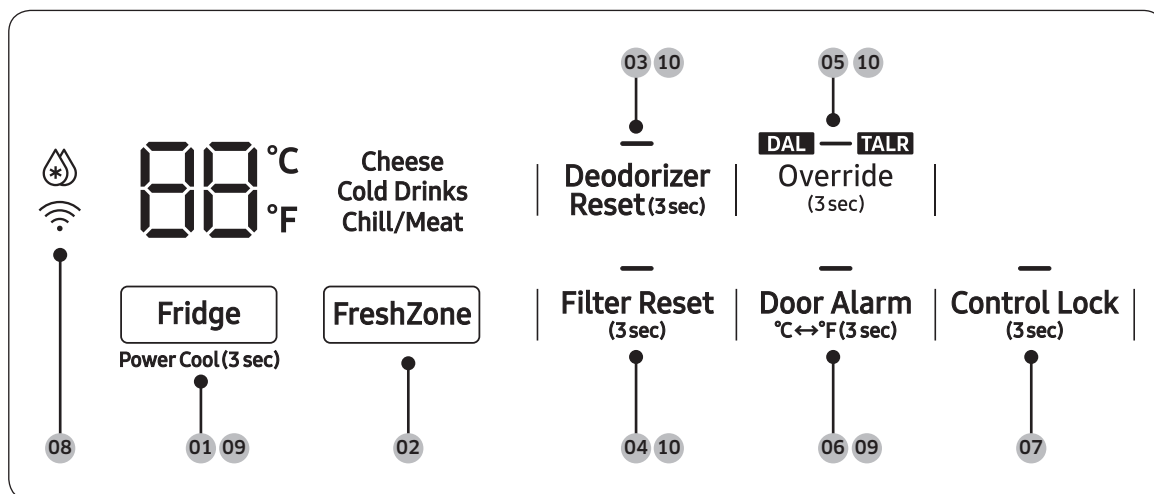 03 10
05 10
88 °C
°F
Cheese
Cold Drinks
Chill/Meat
Deodorizer
Reset (3 sec)
DAL — TALR
Override
(3 sec)
Fridge
Power Cool (3 sec)
FreshZone
Filter Reset
(3 sec)
Door Alarm
°C↔°F (3 sec)
Control Lock
(3 sec)
08
01 09
02
04 10
06 09
07